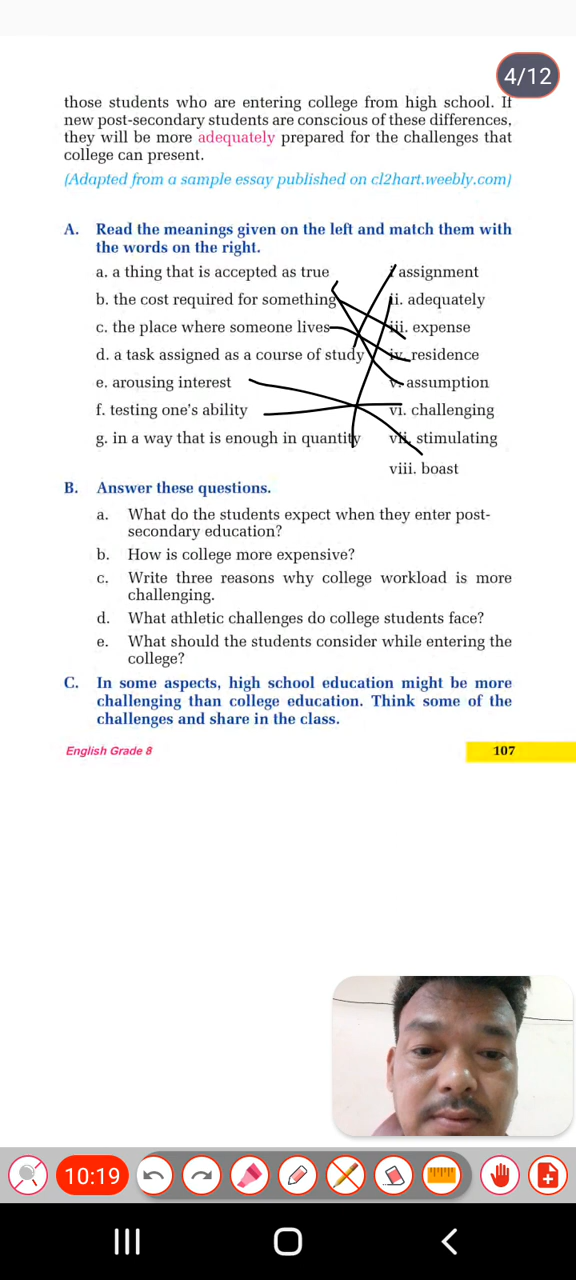 4/12
those students who are entering college from high school. If
new post-secondary students are conscious of these differences,
they will be more adequately prepared for the challenges that
college can present.
(Adapted from a sample essay published on cl2hart.weebly.com)
A. Read the meanings given on the left and match them with
the words on the right.
a. a thing that is accepted as true i assignment
b. the cost required for something ii. adequately
c. the place where someone lives iii. expense
d. a task assigned as a course of study iv. residence
e. arousing interest v. assumption
f. testing one's ability vi. challenging
g. in a way that is enough in quantity vii. stimulating
viii. boast
B. Answer these questions.
a. What do the students expect when they enter post-
secondary education?
b. How is college more expensive?
c. Write three reasons why college workload is more
challenging.
d. What athletic challenges do college students face?
e. What should the students consider while entering the
college?
C. In some aspects, high school education might be more
challenging than college education. Think some of the
challenges and share in the class.
English Grade 8 107
10:19